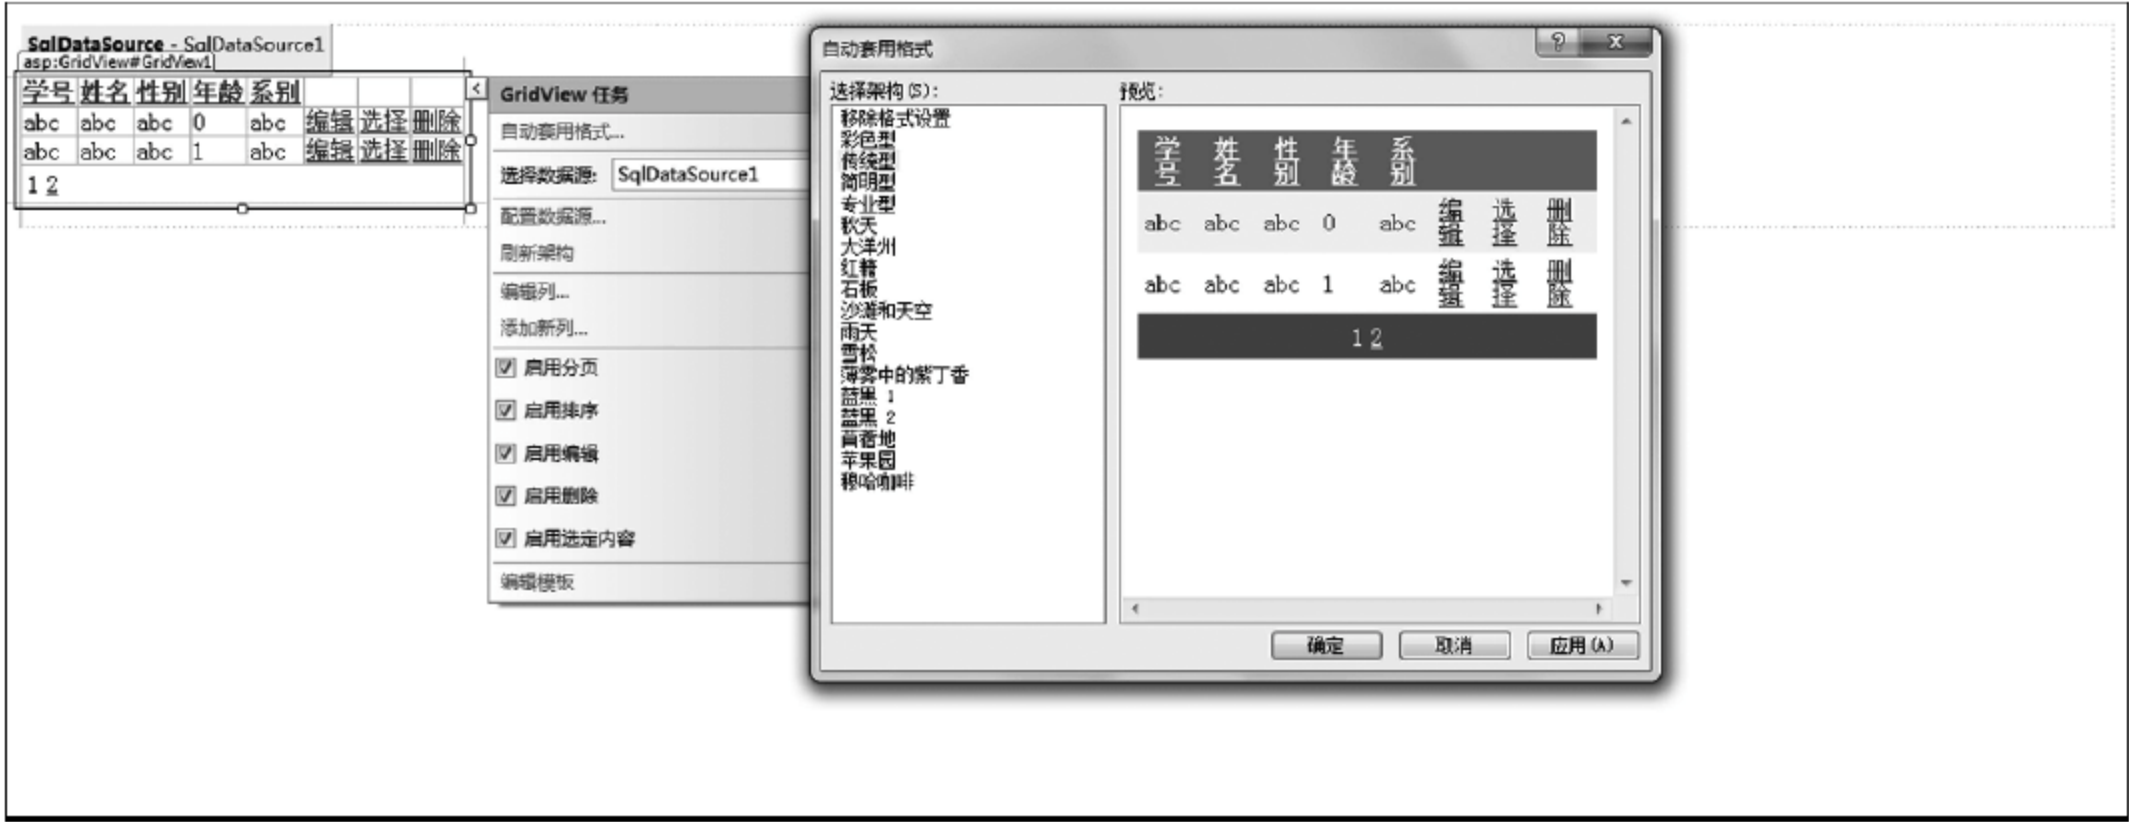 SqlDataSource - SqlDataSource1
asp:GridView#GridView1
学号 姓名 性别 年龄 系别
abc abc abc 0 abc 编辑 选择 删除
abc abc abc 1 abc 编辑 选择 删除
1 2
GridView 任务
自动套用格式...
选择数据源: SqlDataSource1
配置数据源...
刷新架构
编辑列...
添加新列...
启用分页
启用排序
启用编辑
启用删除
启用选定内容
编辑模板
自动套用格式
选择架构(S):
移除格式设置
彩色型
传统型
简明型
专业型
秋天
大洋州
红糖
石板
沙滩和天空
雨天
雪松
薄雾中的紫丁香
蓝黑 1
蓝黑 2
苜蓿地
苹果园
穆哈咖啡
预览:
学号 姓名 性别 年龄 系别
abc abc abc 0 abc 编辑 选择 删除
abc abc abc 1 abc 编辑 选择 删除
1 2
确定 取消 应用(A)